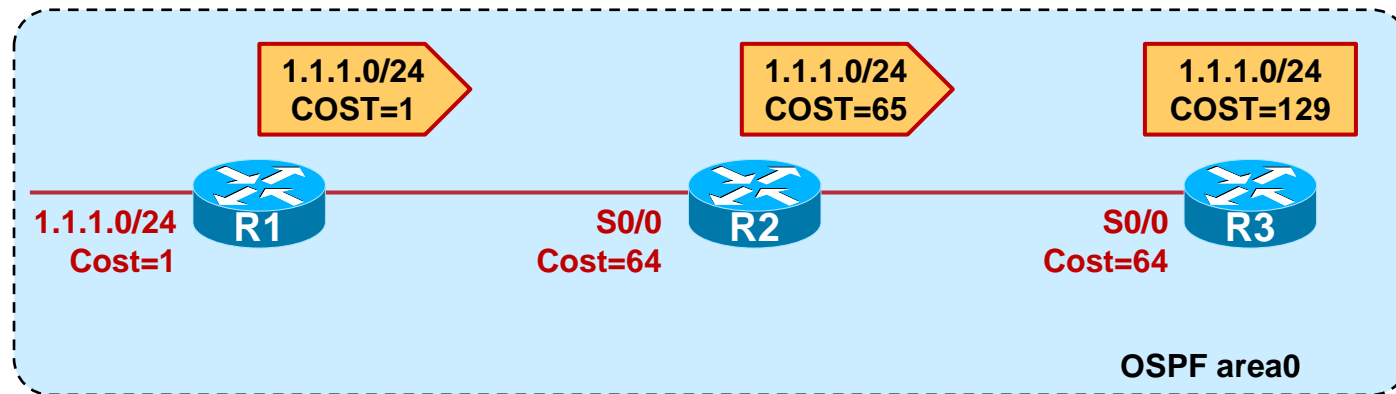 1.1.1.0/24
COST=1
1.1.1.0/24
COST=65
1.1.1.0/24
COST=129
1.1.1.0/24
Cost=1
R1
S0/0
Cost=64
R2
S0/0
Cost=64
R3
OSPF area0